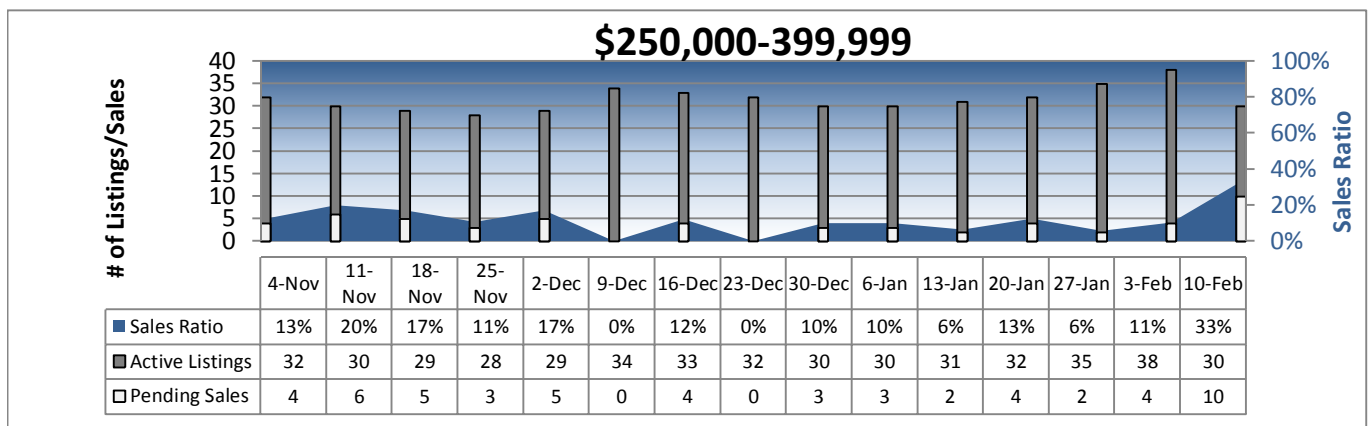 $250,000-399,999
# of Listings/Sales
40
35
30
25
20
15
10
5
0
100%
80%
60%
40%
20%
0%
Sales Ratio
4-Nov 11-Nov 18-Nov 25-Nov 2-Dec 9-Dec 16-Dec 23-Dec 30-Dec 6-Jan 13-Jan 20-Jan 27-Jan 3-Feb 10-Feb
Sales Ratio 13% 20% 17% 11% 17% 0% 12% 0% 10% 10% 6% 13% 6% 11% 33%
Active Listings 32 30 29 28 29 34 33 32 30 30 31 32 35 38 30
Pending Sales 4 6 5 3 5 0 4 0 3 3 2 4 2 4 10